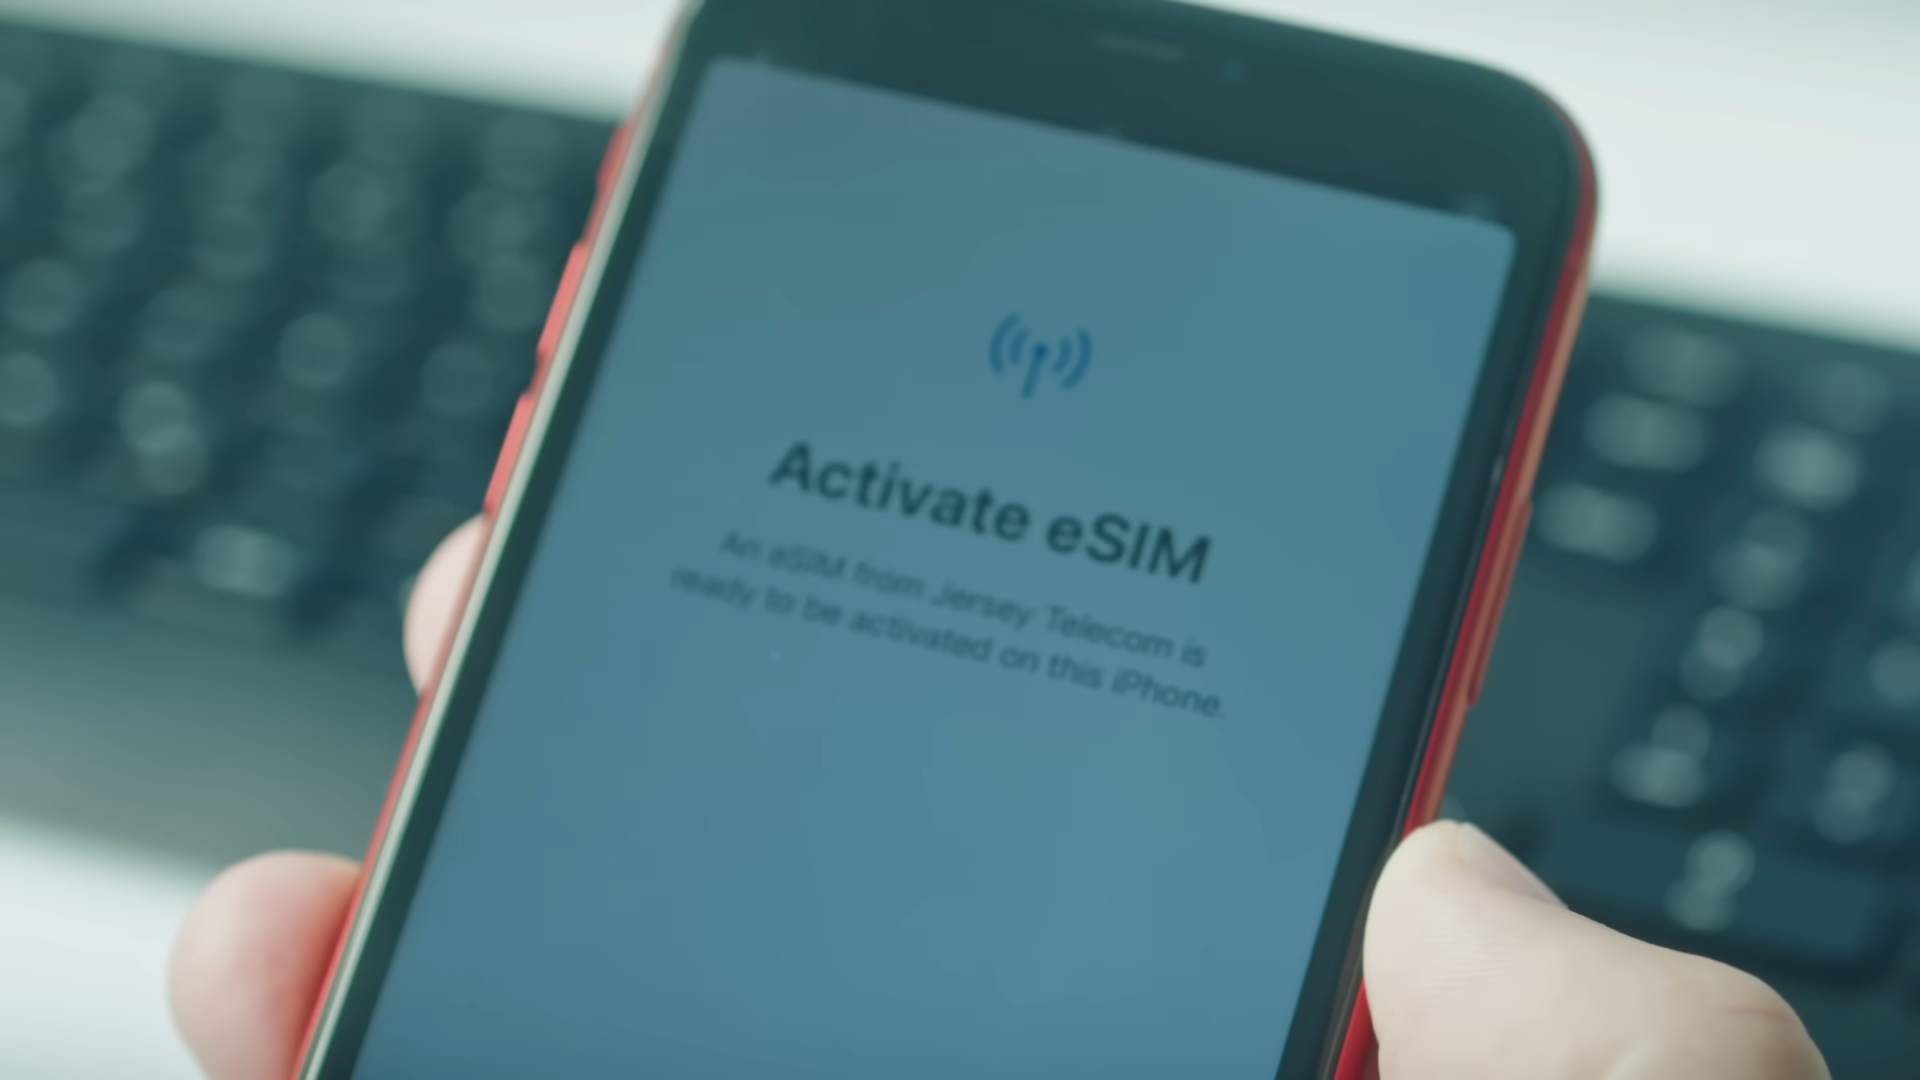 Activate eSIM
An eSIM from Jersey Telecom is
ready to be activated on this iPhone.